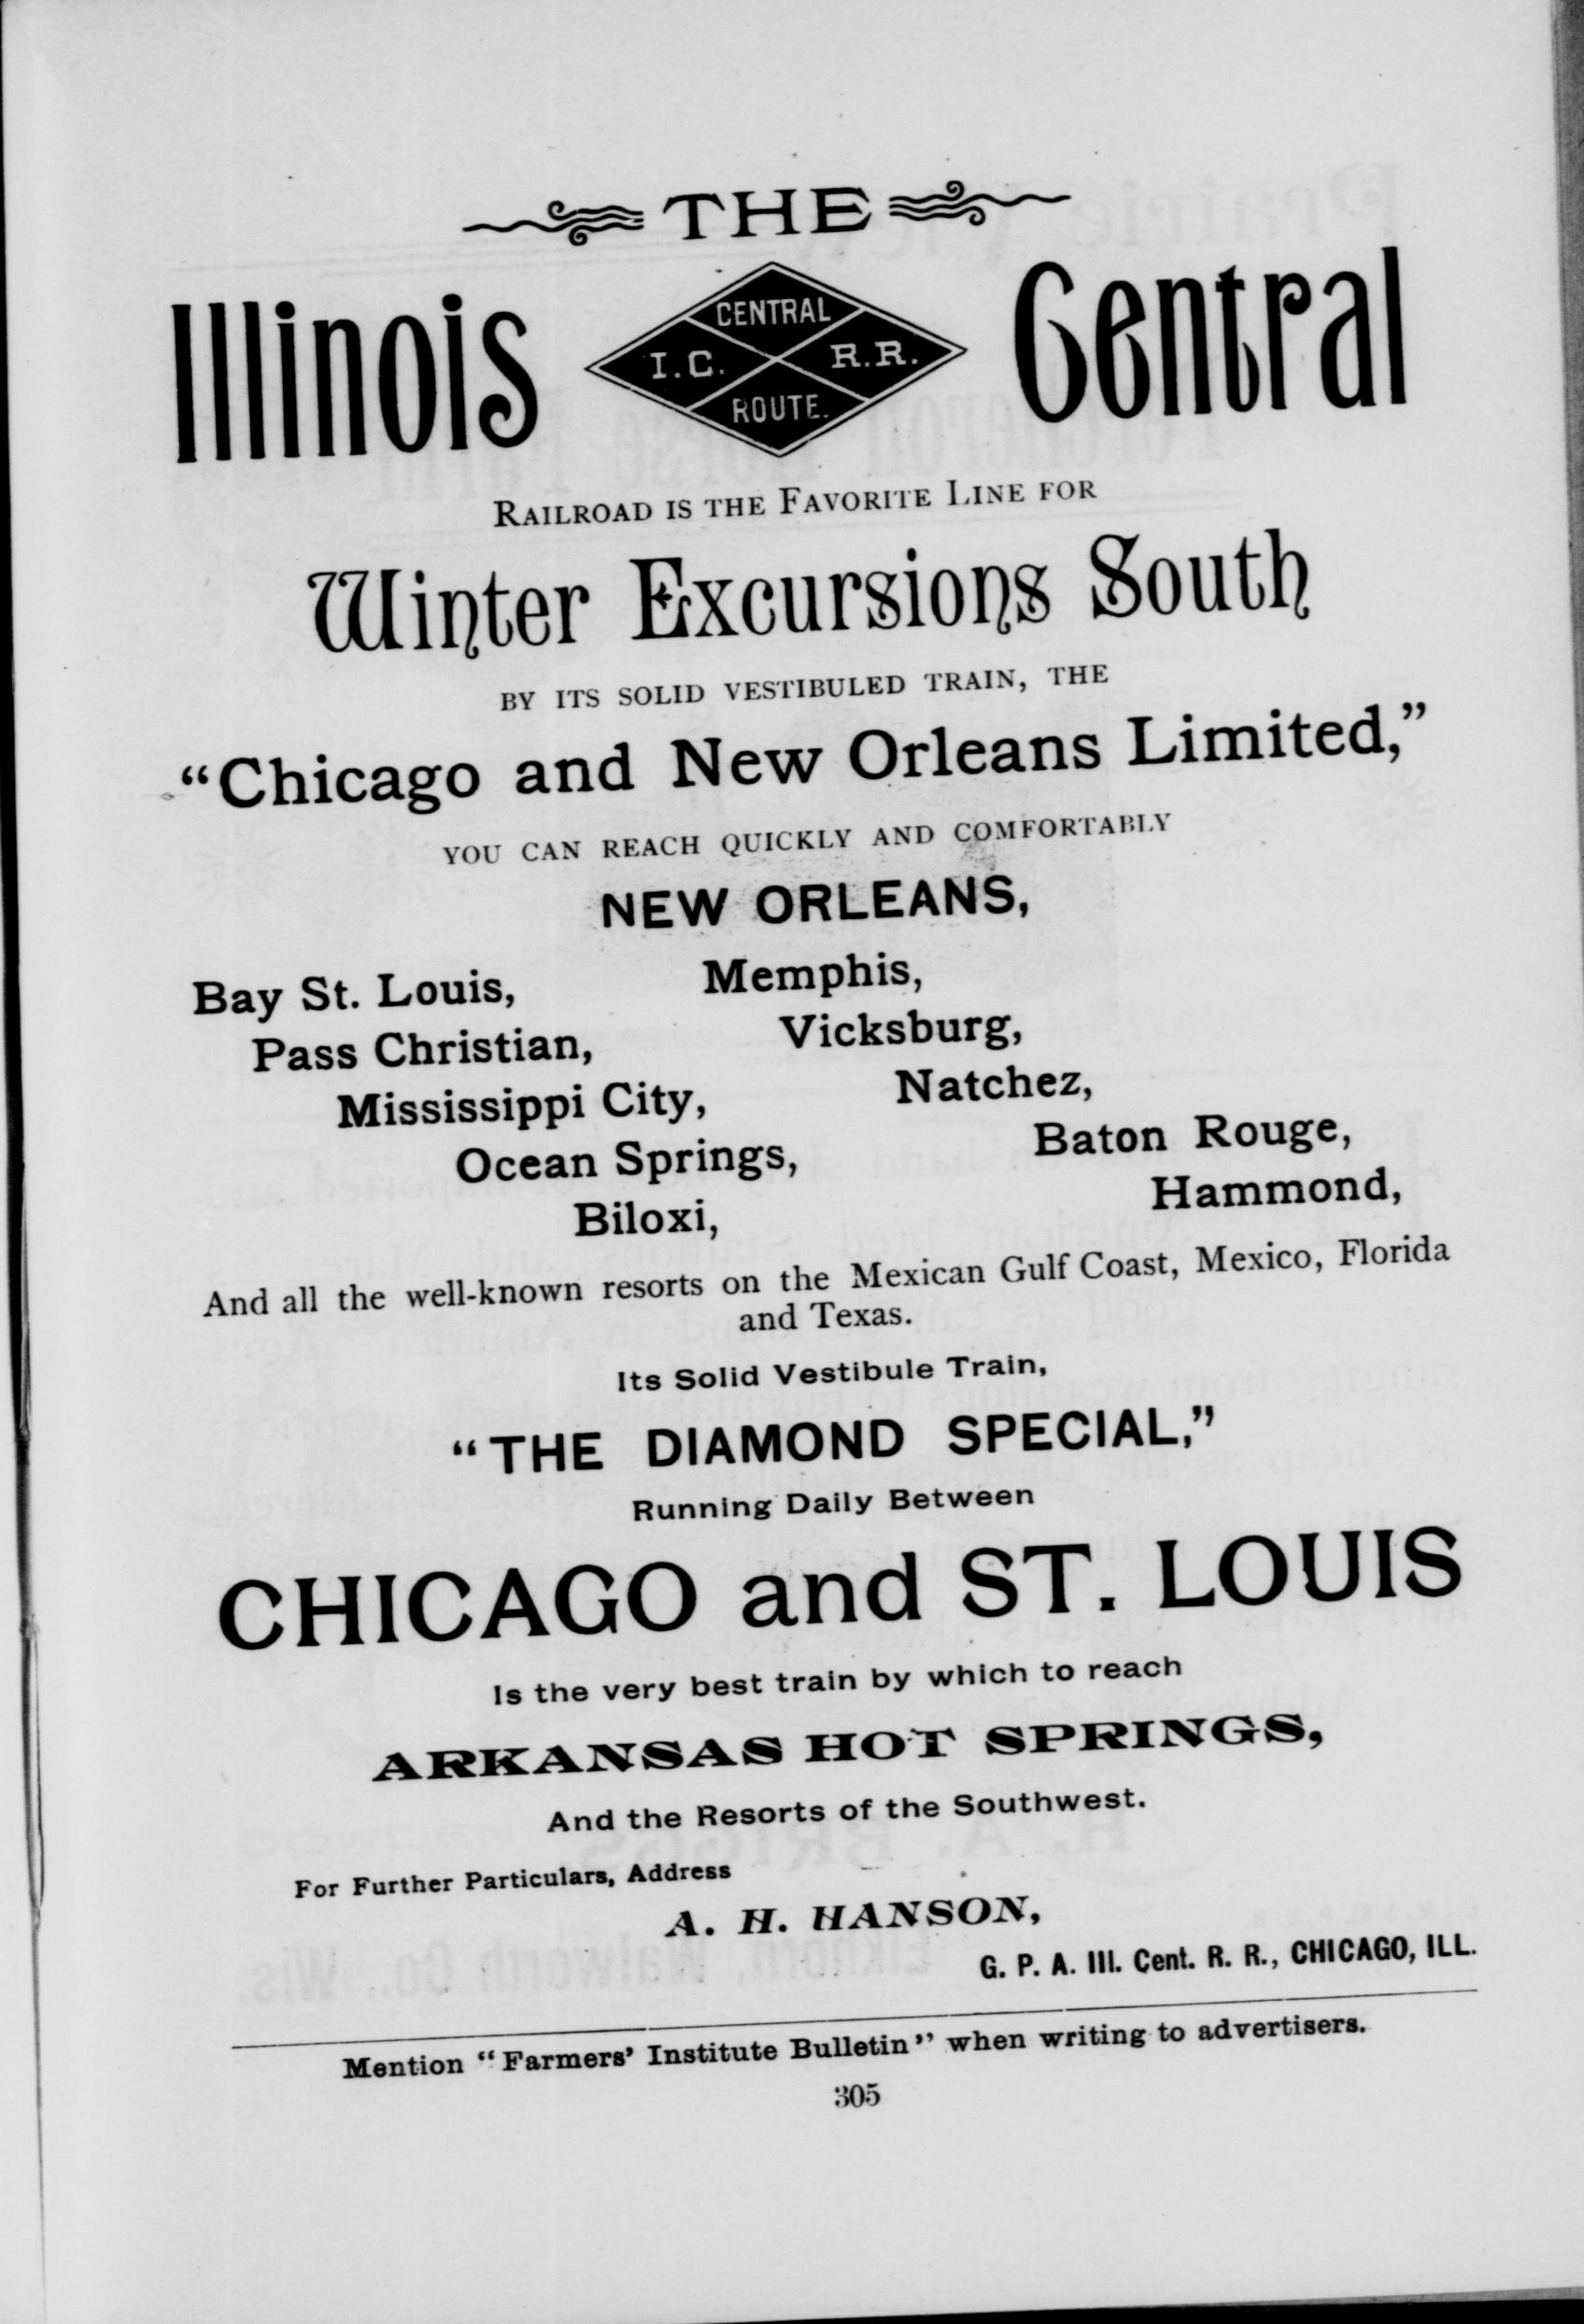 THE
Illinois Central
CENTRAL
I.C. R.R.
ROUTE.
RAILROAD IS THE FAVORITE LINE FOR
Winter Excursions South
BY ITS SOLID VESTIBULED TRAIN, THE
“Chicago and New Orleans Limited,”
YOU CAN REACH QUICKLY AND COMFORTABLY
NEW ORLEANS,
Bay St. Louis, Memphis,
Pass Christian, Vicksburg,
Mississippi City, Natchez,
Ocean Springs, Baton Rouge,
Biloxi, Hammond,
And all the well-known resorts on the Mexican Gulf Coast, Mexico, Florida
and Texas.
Its Solid Vestibule Train,
“THE DIAMOND SPECIAL,”
Running Daily Between
CHICAGO and ST. LOUIS
Is the very best train by which to reach
ARKANSAS HOT SPRINGS,
And the Resorts of the Southwest.
For Further Particulars, Address
A. H. HANSON,
G. P. A. Ill. Cent. R. R., CHICAGO, ILL.
Mention “Farmers’ Institute Bulletin” when writing to advertisers.
305